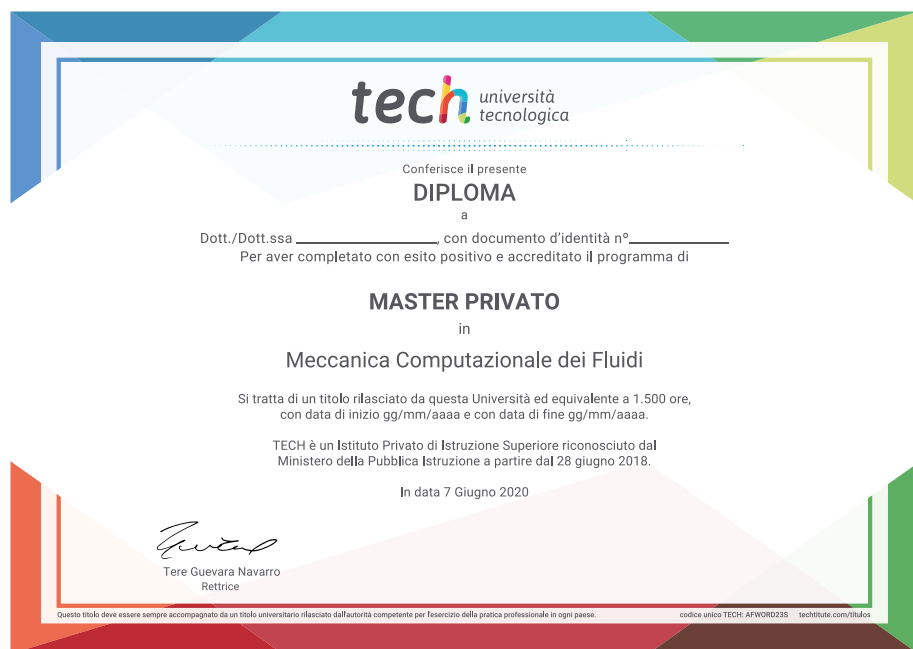 tech università
tecnologica
Conferisce il presente
DIPLOMA
a
Dott./Dott.ssa ____________________, con documento d'identità nº______________
Per aver completato con esito positivo e accreditato il programma di
MASTER PRIVATO
in
Meccanica Computazionale dei Fluidi
Si tratta di un titolo rilasciato da questa Università ed equivalente a 1.500 ore,
con data di inizio gg/mm/aaaa e con data di fine gg/mm/aaaa.
TECH è un Istituto Privato di Istruzione Superiore riconosciuto dal
Ministero della Pubblica Istruzione a partire dal 28 giugno 2018.
In data 7 Giugno 2020
Tere Guevara Navarro
Rettrice
Questo titolo deve essere sempre accompagnato da un titolo universitario rilasciato dall'autorità competente per l'esercizio della pratica professionale in ogni paese. codice unico TECH: AFWORD23S techtitute.com/títulos